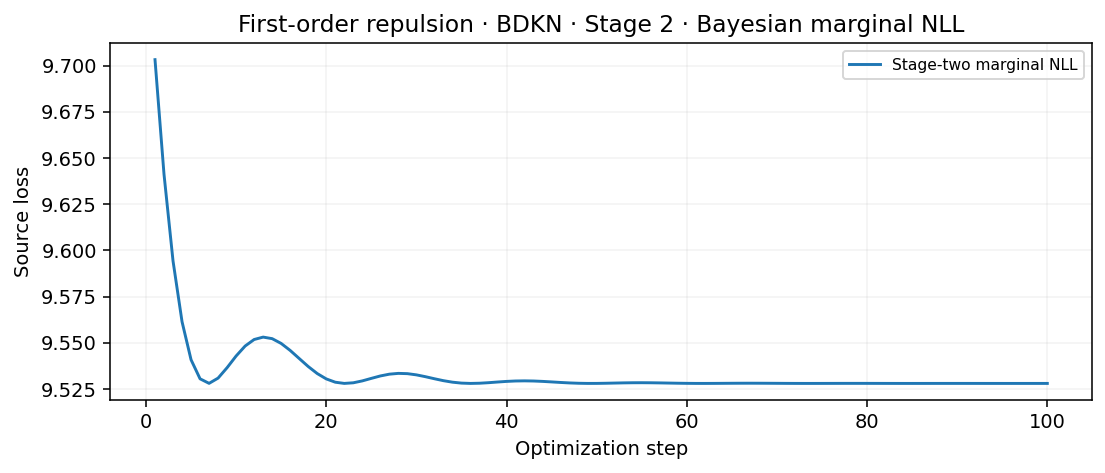 First-order repulsion · BDKN · Stage 2 · Bayesian marginal NLL
Stage-two marginal NLL
Source loss
9.700
9.675
9.650
9.625
9.600
9.575
9.550
9.525
0 20 40 60 80 100
Optimization step